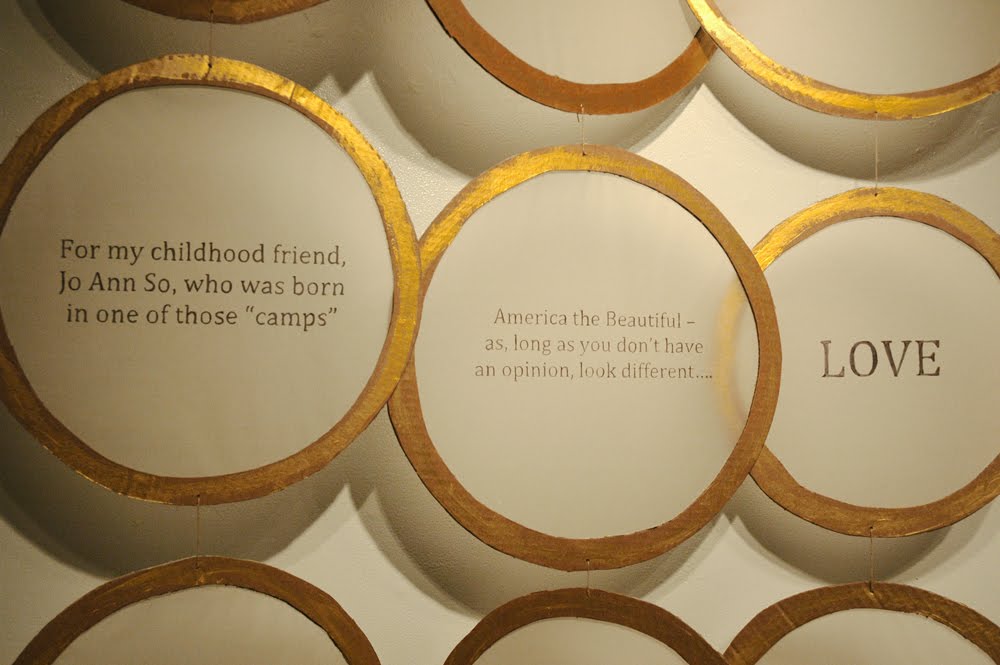 For my childhood friend,
Jo Ann So, who was born
in one of those “camps”
America the Beautiful –
as, long as you don’t have
an opinion, look different....
LOVE